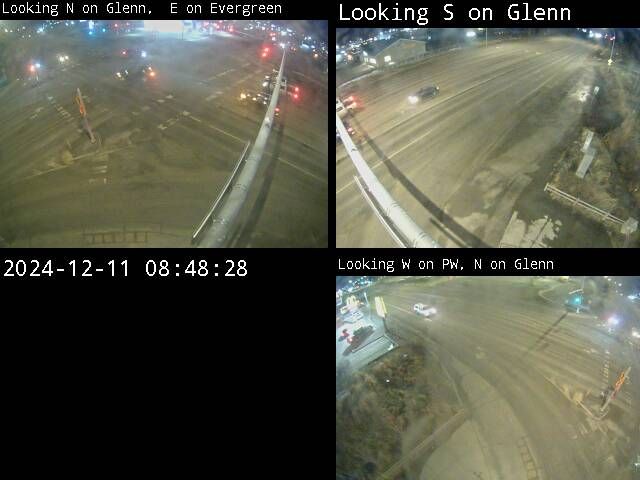 Looking N on Glenn, E on Evergreen
Looking S on Glenn
2024-12-11 08:48:28
Looking W on PW, N on Glenn